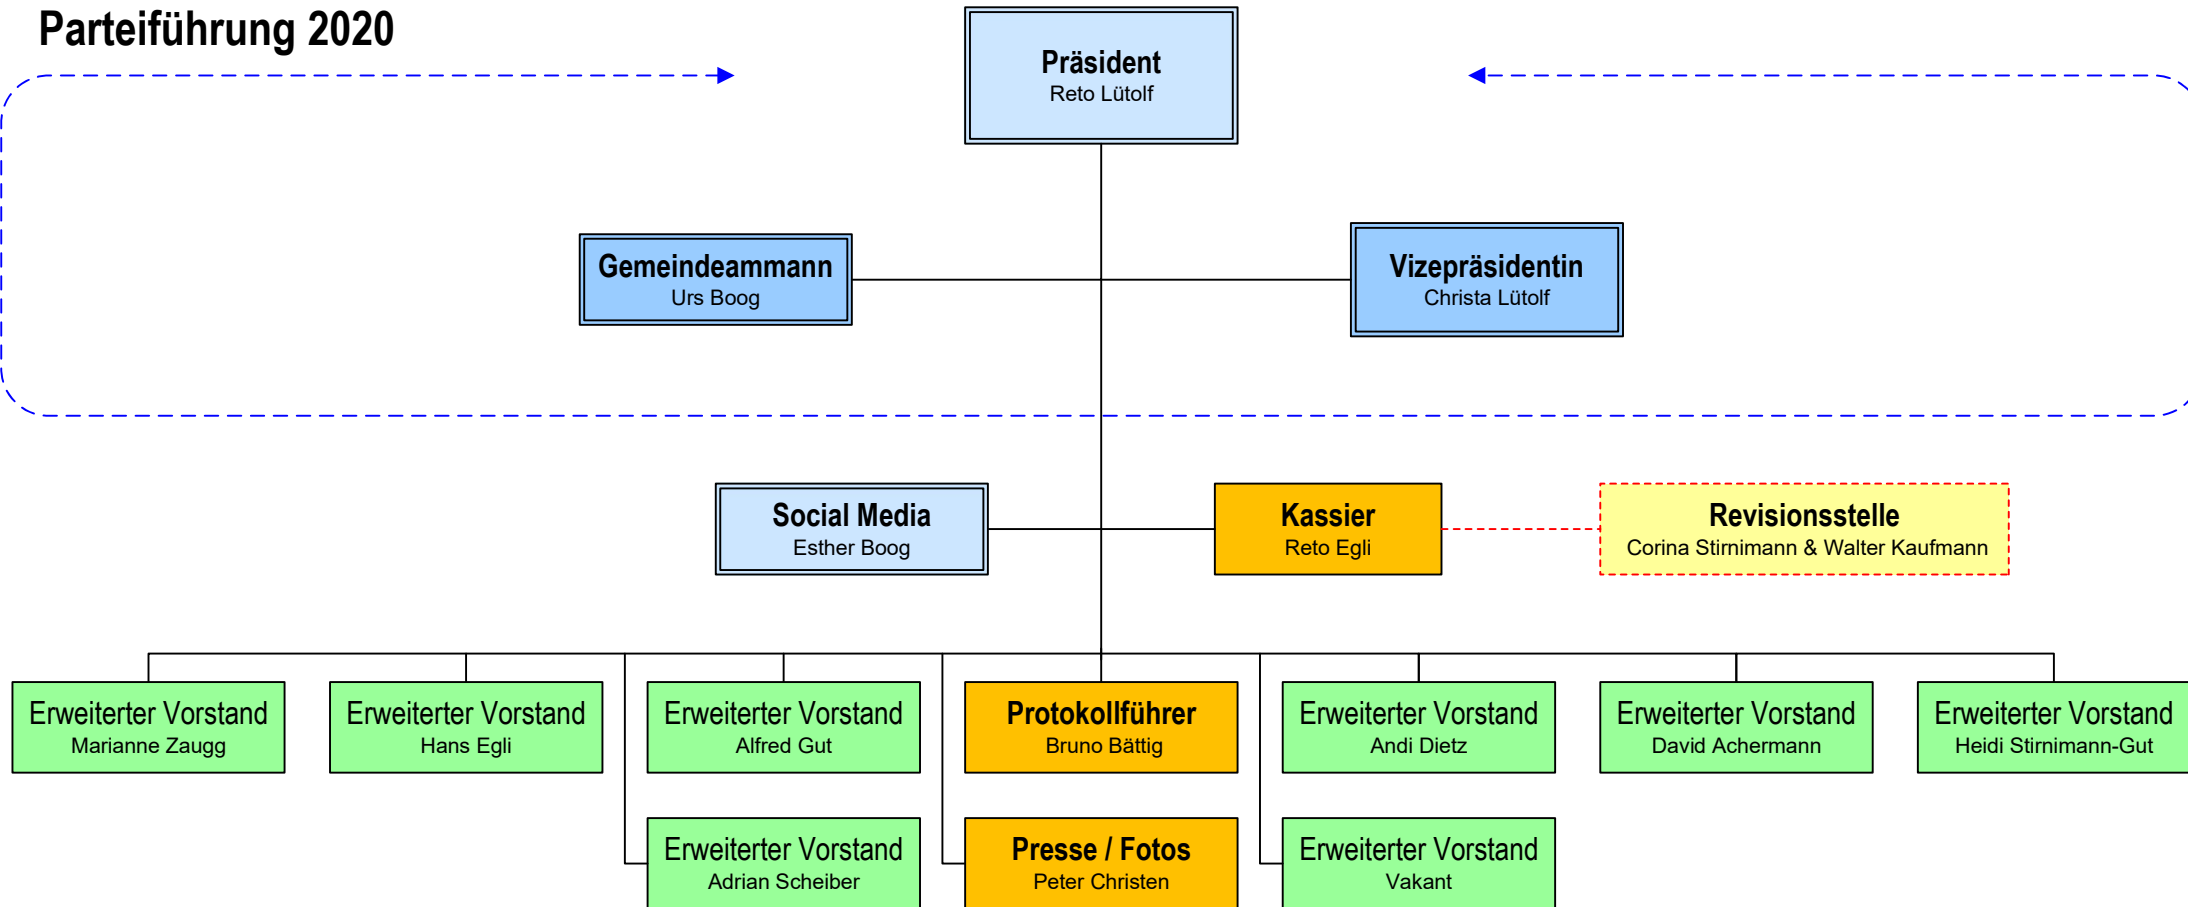 Parteiführung 2020
Präsident
Reto Lütolf
Gemeindeammann
Urs Boog
Vizepräsidentin
Christa Lütolf
Social Media
Esther Boog
Kassier
Reto Egli
Revisionsstelle
Corina Stirnimann & Walter Kaufmann
Erweiterter Vorstand
Marianne Zaugg
Erweiterter Vorstand
Hans Egli
Erweiterter Vorstand
Alfred Gut
Protokollführer
Bruno Bättig
Erweiterter Vorstand
Andi Dietz
Erweiterter Vorstand
David Achermann
Erweiterter Vorstand
Heidi Stirnimann-Gut
Erweiterter Vorstand
Adrian Scheiber
Presse / Fotos
Peter Christen
Erweiterter Vorstand
Vakant